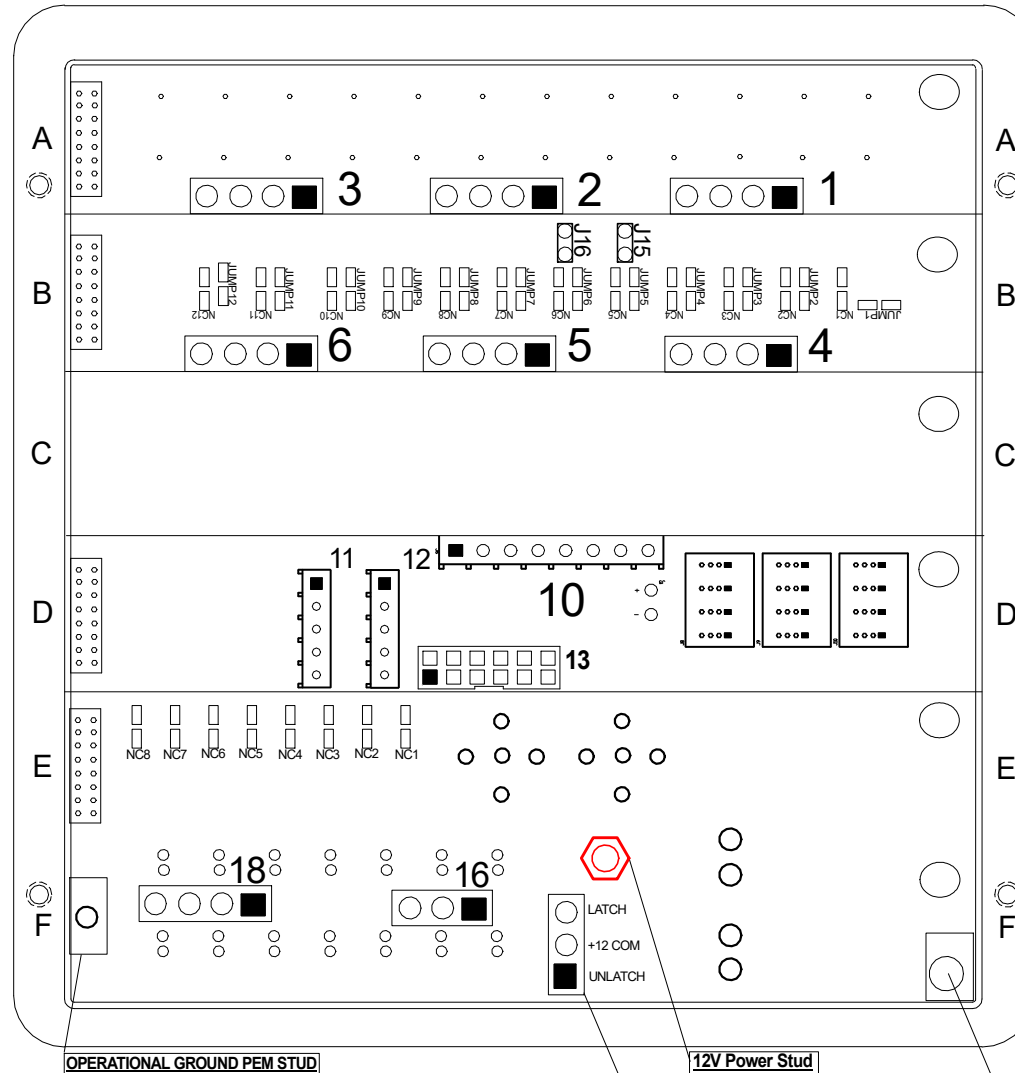 A
A
3
2
1
J16
J15
B
B
JUMP12
JUMP11
JUMP10
JUMP9
JUMP8
JUMP7
JUMP6
JUMP5
JUMP4
JUMP3
JUMP2
JUMP1
NC12
NC11
NC10
NC9
NC8
NC7
NC6
NC5
NC4
NC3
NC2
NC1
6
5
4
C
C
11
12
10
+
-
D
D
13
NC8
NC7
NC6
NC5
NC4
NC3
NC2
NC1
E
E
18
16
F
F
LATCH
+12 COM
UNLATCH
OPERATIONAL GROUND PEM STUD
12V Power Stud